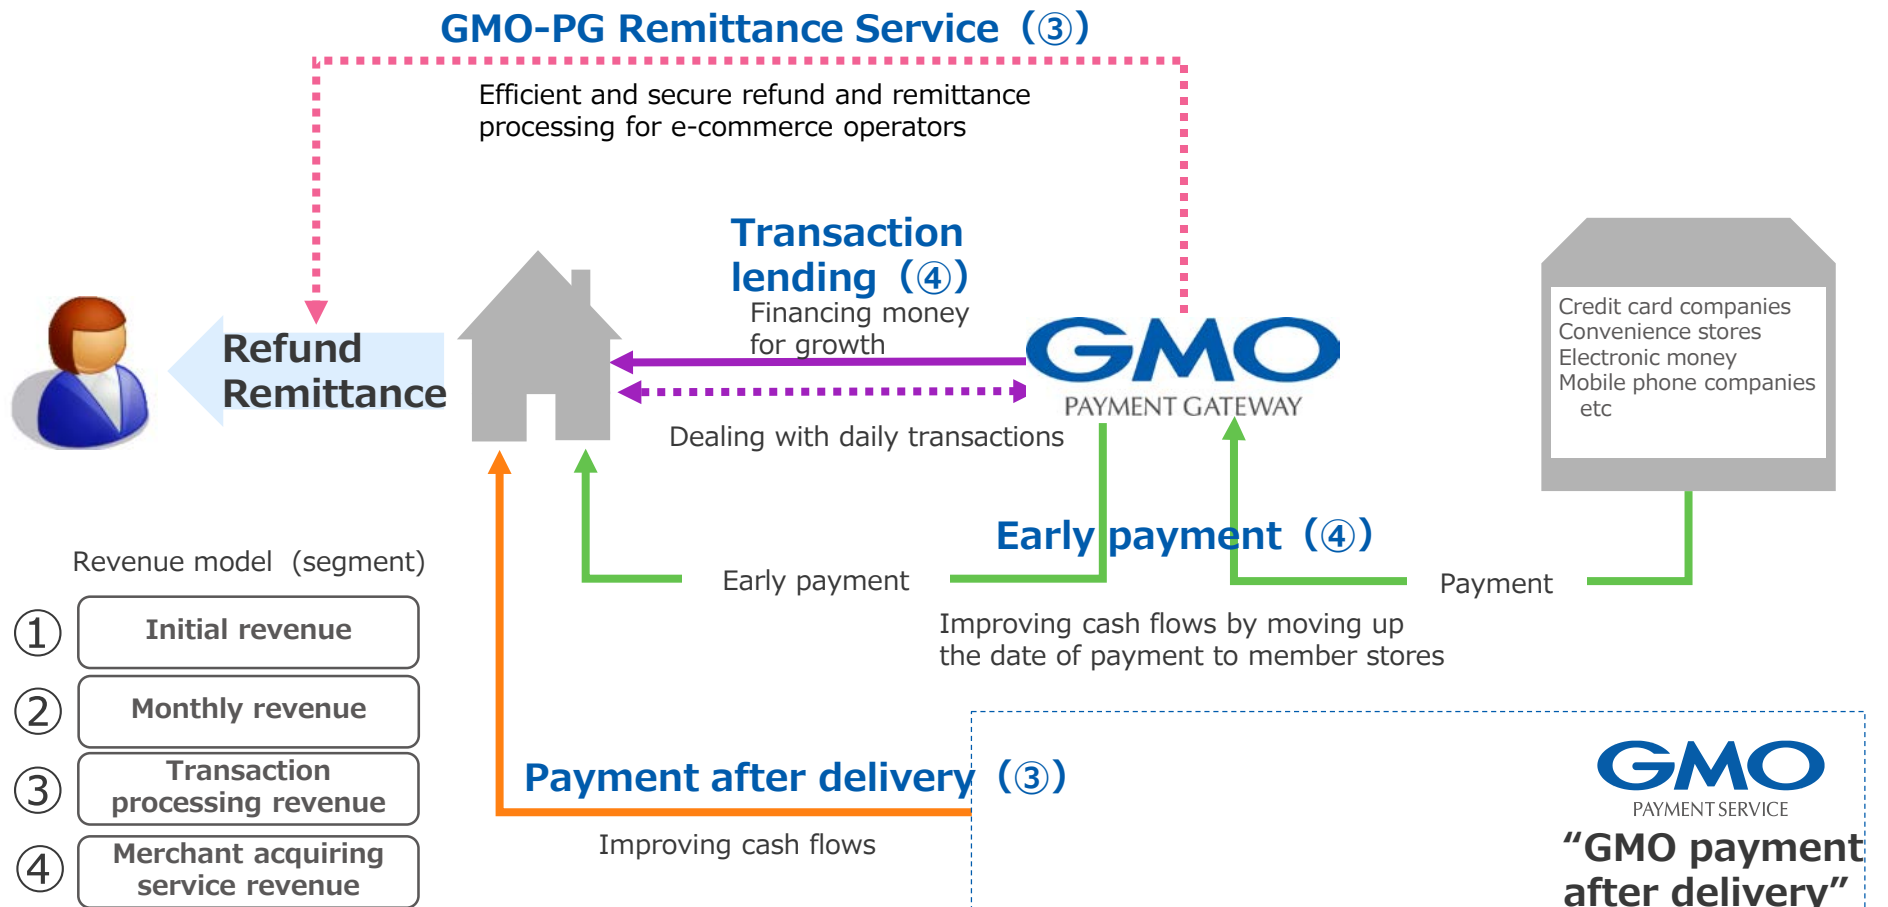 GMO-PG Remittance Service（③）
Efficient and secure refund and remittance
processing for e-commerce operators
Transaction
lending（④）
Financing money
for growth
Refund
Remittance
GMO
PAYMENT GATEWAY
Dealing with daily transactions
Credit card companies
Convenience stores
Electronic money
Mobile phone companies
etc
Early payment（④）
Early payment
Payment
Improving cash flows by moving up
the date of payment to member stores
Revenue model (segment)
① Initial revenue
② Monthly revenue
③ Transaction
processing revenue
④ Merchant acquiring
service revenue
Payment after delivery（③）
Improving cash flows
GMO
PAYMENT SERVICE
“GMO payment
after delivery”